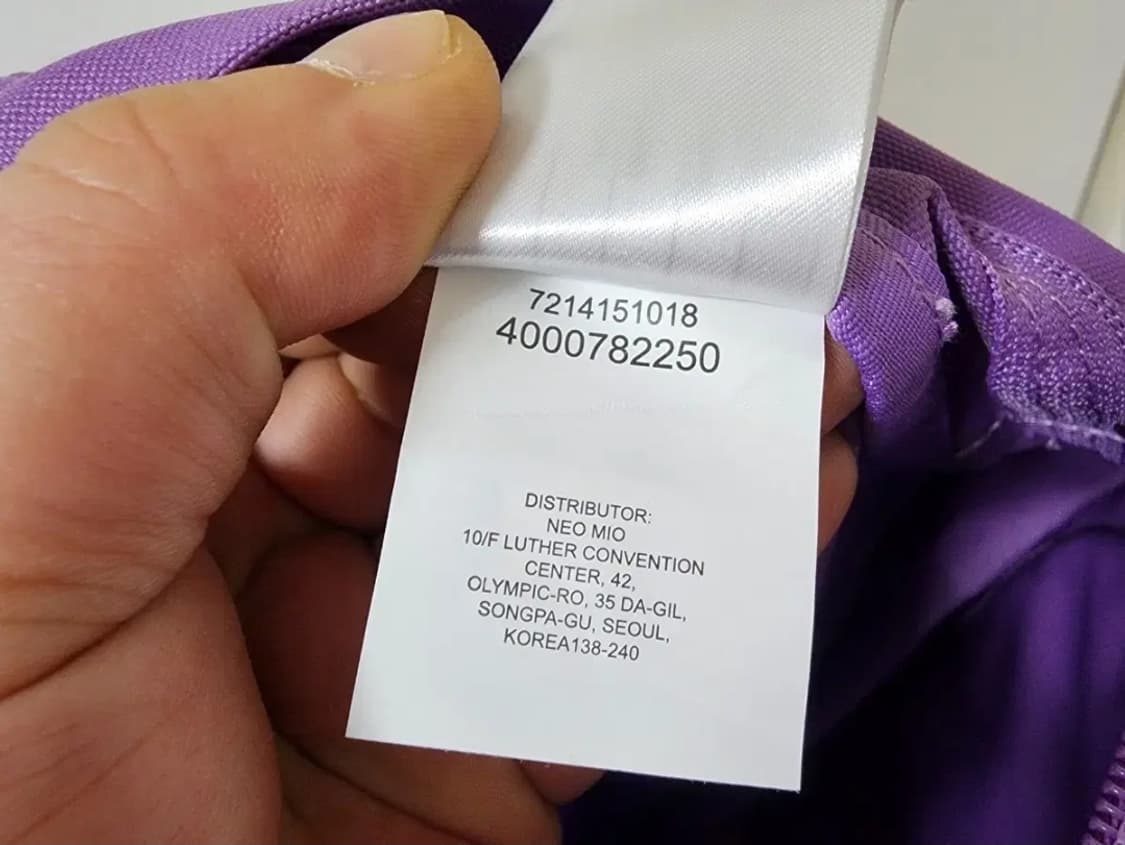 7214151018
4000782250
DISTRIBUTOR:
NEO MIO
10/F LUTHER CONVENTION
CENTER, 42,
OLYMPIC-RO, 35 DA-GIL,
SONGPA-GU, SEOUL,
KOREA138-240